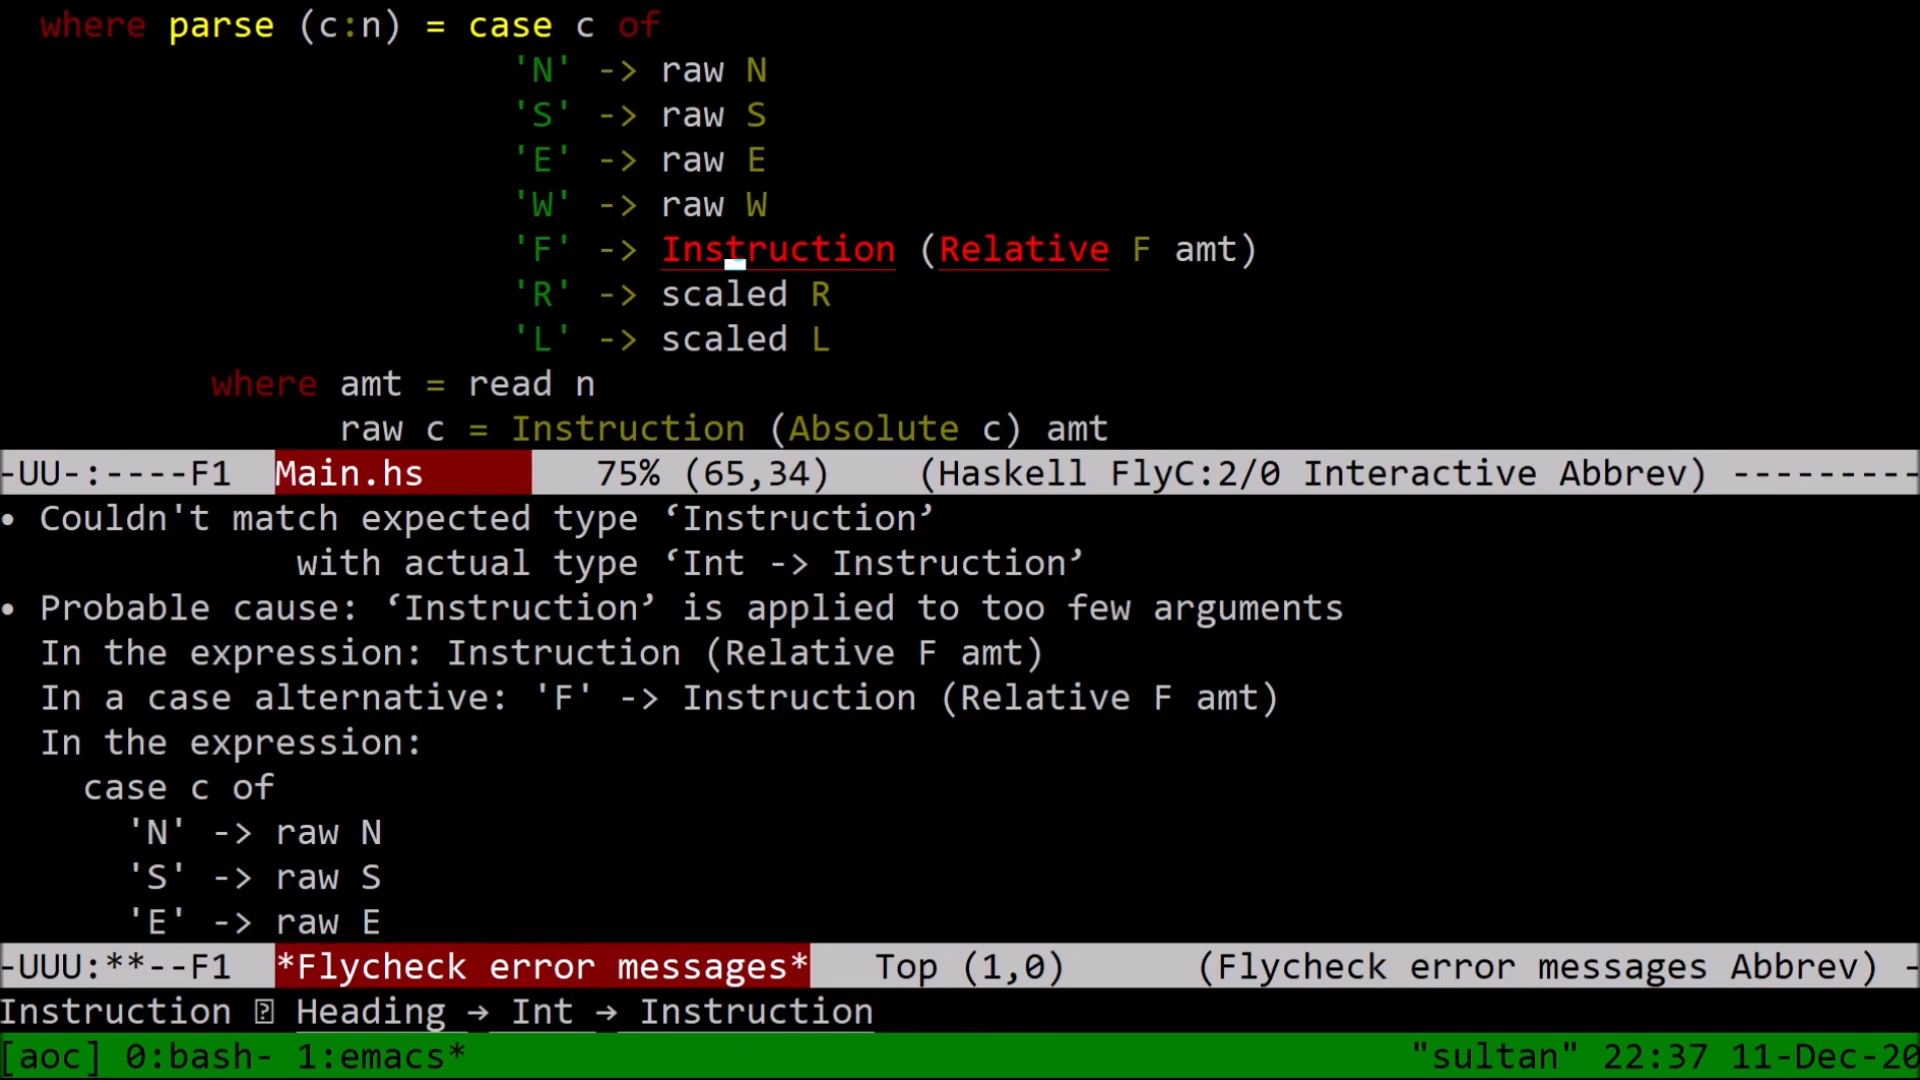 where parse (c:n) = case c of
'N' -> raw N
'S' -> raw S
'E' -> raw E
'W' -> raw W
'F' -> Instruction (Relative F amt)
'R' -> scaled R
'L' -> scaled L
where amt = read n
raw c = Instruction (Absolute c) amt
-UU-:----F1 Main.hs 75% (65,34) (Haskell FlyC:2/0 Interactive Abbrev) ---------
• Couldn't match expected type ‘Instruction’
with actual type ‘Int -> Instruction’
• Probable cause: ‘Instruction’ is applied to too few arguments
In the expression: Instruction (Relative F amt)
In a case alternative: 'F' -> Instruction (Relative F amt)
In the expression:
case c of
'N' -> raw N
'S' -> raw S
'E' -> raw E
-UUU:**--F1 *Flycheck error messages* Top (1,0) (Flycheck error messages Abbrev) -
Instruction ⍰ Heading → Int → Instruction
[aoc] 0:bash- 1:emacs* "sultan" 22:37 11-Dec-20